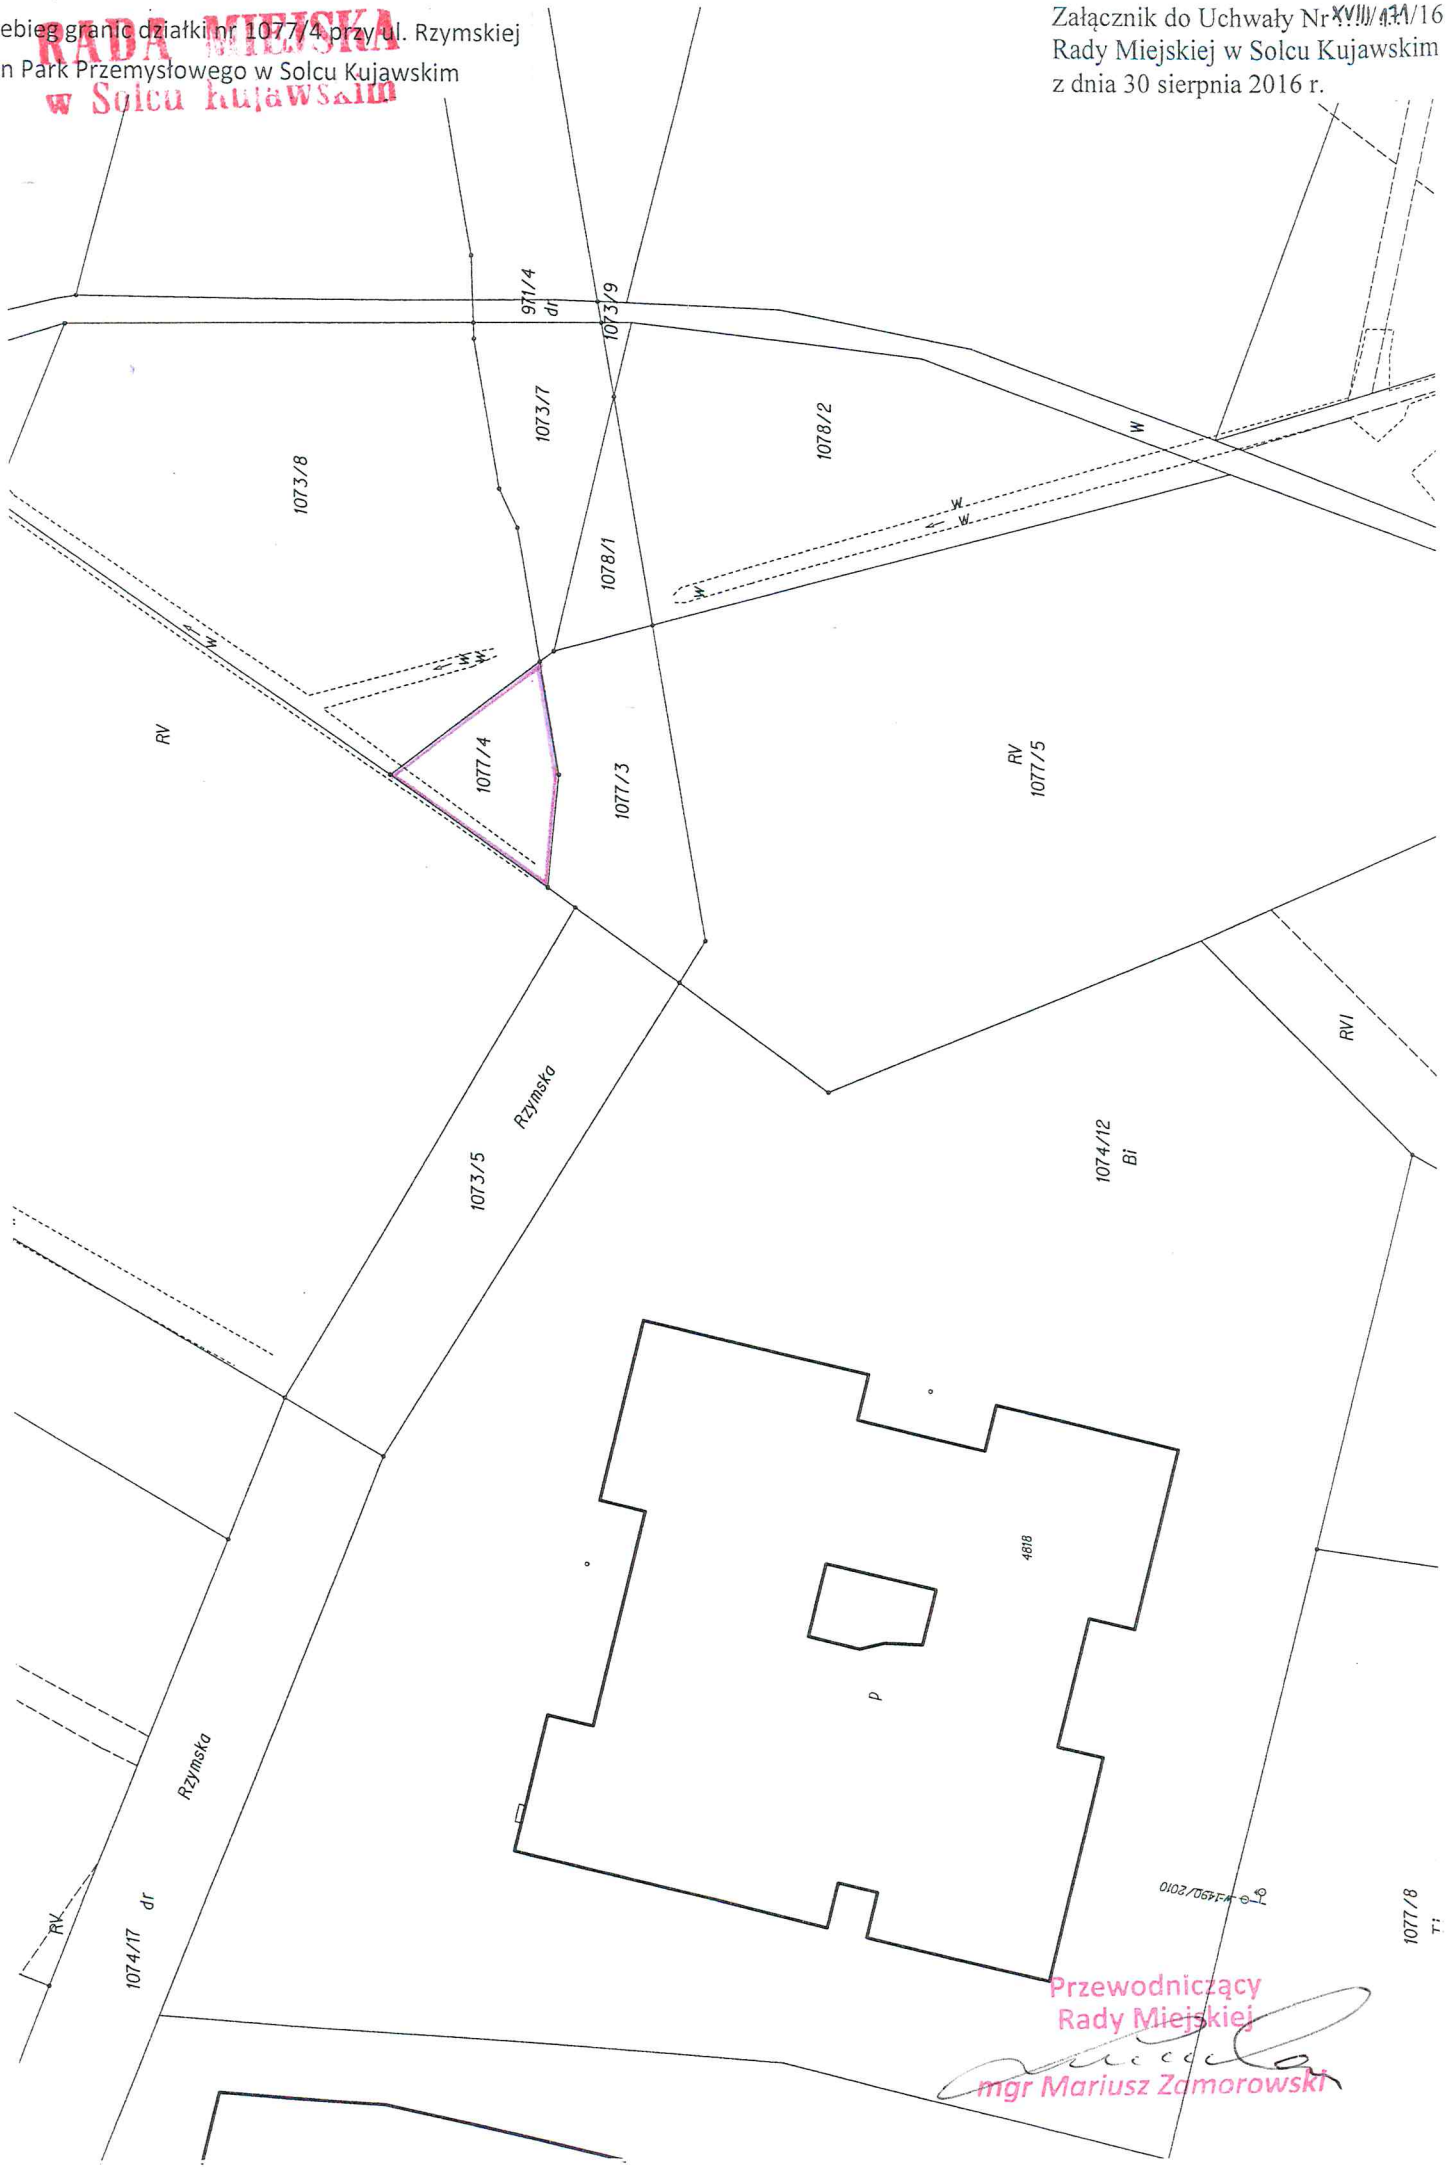 ebieg granic działki nr 1077/4 przy ul. Rzymskiej
n Park Przemysłowego w Solcu Kujawskim
RADA MIEJSKA
w Solcu Kujawskim
Załącznik do Uchwały Nr XVIII/171/16
Rady Miejskiej w Solcu Kujawskim
z dnia 30 sierpnia 2016 r.
971/4
dr
1073/9
1073/7
1073/8
1078/2
W
1078/1
W
W
W
W
W
W
RV
1077/4
1077/3
RV
1077/5
RVI
Rzymska
1073/5
1074/12
Bi
4818
p
Rzymska
RV
1074/17
dr
W-1490/2010
1077/8
Przewodniczący
Rady Miejskiej
mgr Mariusz Zamorowski